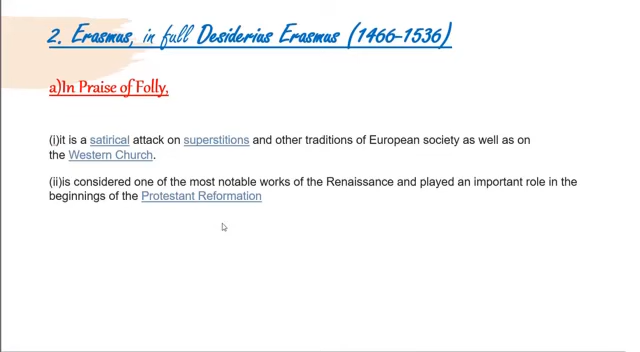 2. Erasmus, in full Desiderius Erasmus (1466-1536)
a)In Praise of Folly,
(i)it is a satirical attack on superstitions and other traditions of European society as well as on
the Western Church.
(ii)is considered one of the most notable works of the Renaissance and played an important role in the
beginnings of the Protestant Reformation